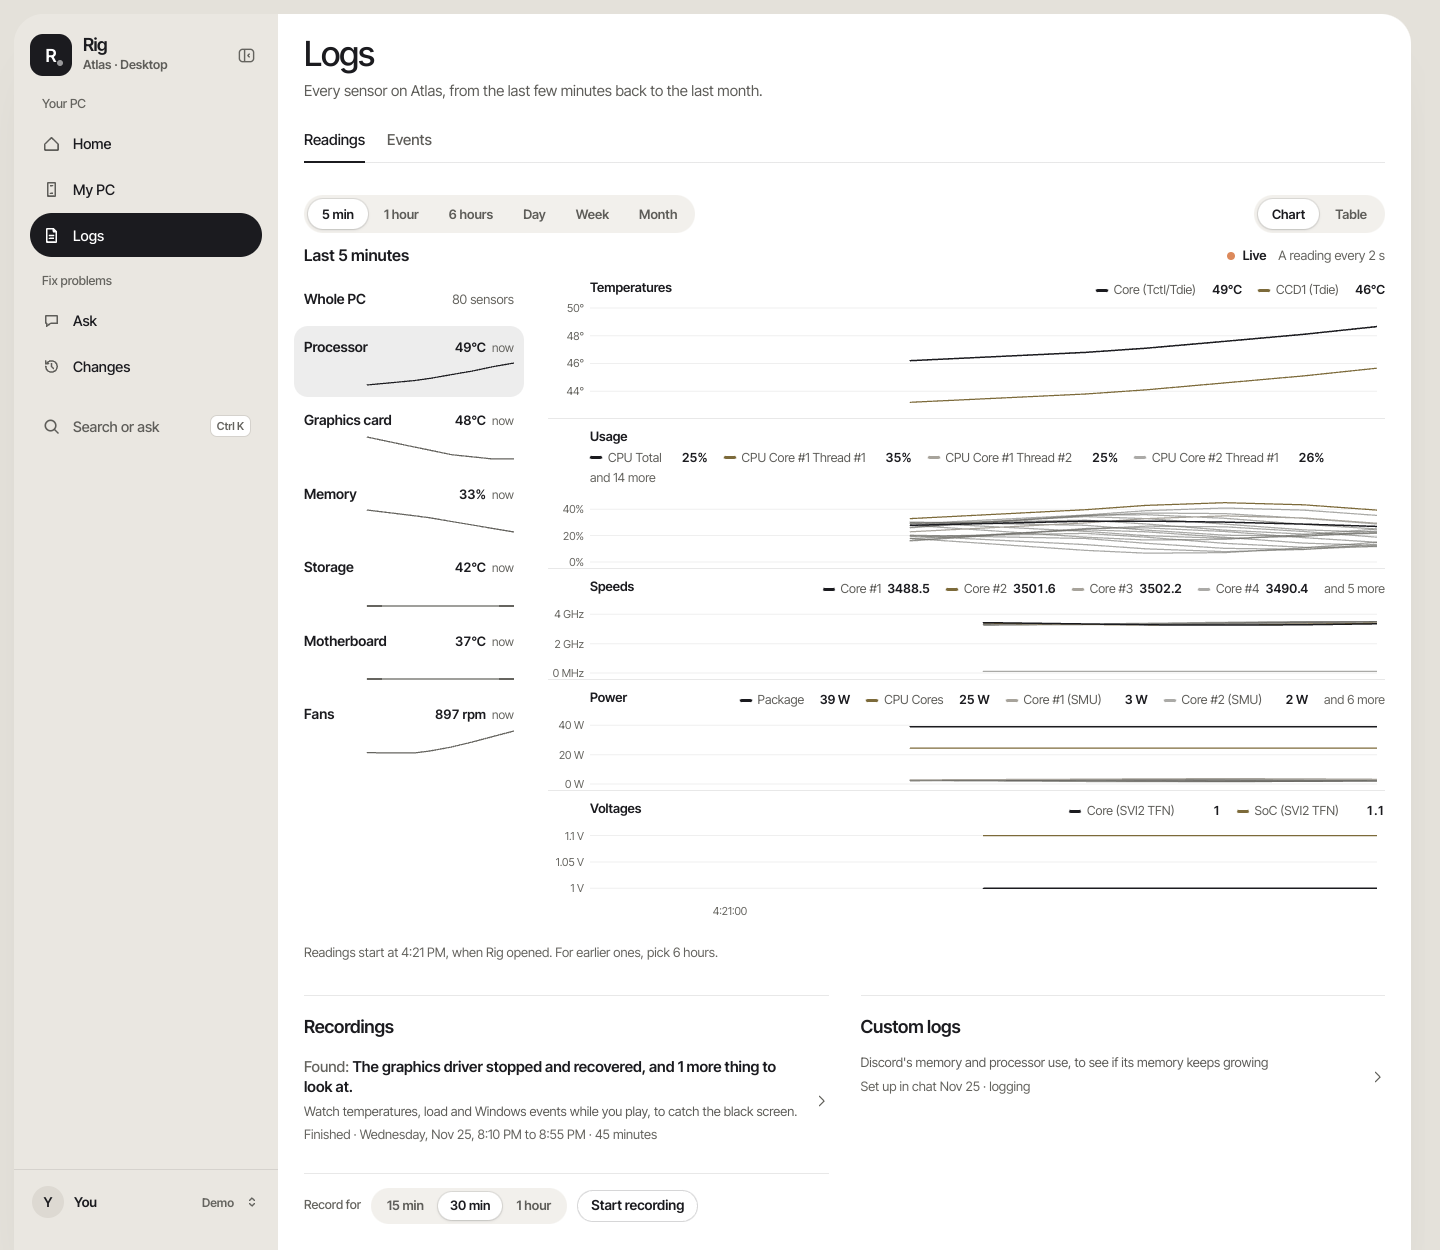 R.
Rig
Atlas · Desktop
Your PC
Home
My PC
Logs
Fix problems
Ask
Changes
Search or ask
Ctrl K
Y
You
Demo
Logs
Every sensor on Atlas, from the last few minutes back to the last month.
Readings
Events
5 min
1 hour
6 hours
Day
Week
Month
Chart
Table
Last 5 minutes
Live
A reading every 2 s
Whole PC
80 sensors
Processor
49°C now
Graphics card
48°C now
Memory
33% now
Storage
42°C now
Motherboard
37°C now
Fans
897 rpm now
Temperatures
Core (Tctl/Tdie) 49°C
CCD1 (Tdie) 46°C
50°
48°
46°
44°
Usage
CPU Total 25%
CPU Core #1 Thread #1 35%
CPU Core #1 Thread #2 25%
CPU Core #2 Thread #1 26%
and 14 more
40%
20%
0%
Speeds
Core #1 3488.5
Core #2 3501.6
Core #3 3502.2
Core #4 3490.4
and 5 more
4 GHz
2 GHz
0 MHz
Power
Package 39 W
CPU Cores 25 W
Core #1 (SMU) 3 W
Core #2 (SMU) 2 W
and 6 more
40 W
20 W
0 W
Voltages
Core (SVI2 TFN) 1
SoC (SVI2 TFN) 1.1
1.1 V
1.05 V
1 V
4:21:00
Readings start at 4:21 PM, when Rig opened. For earlier ones, pick 6 hours.
Recordings
Found: The graphics driver stopped and recovered, and 1 more thing to
look at.
Watch temperatures, load and Windows events while you play, to catch the black screen.
Finished · Wednesday, Nov 25, 8:10 PM to 8:55 PM · 45 minutes
Record for
15 min
30 min
1 hour
Start recording
Custom logs
Discord's memory and processor use, to see if its memory keeps growing
Set up in chat Nov 25 · logging